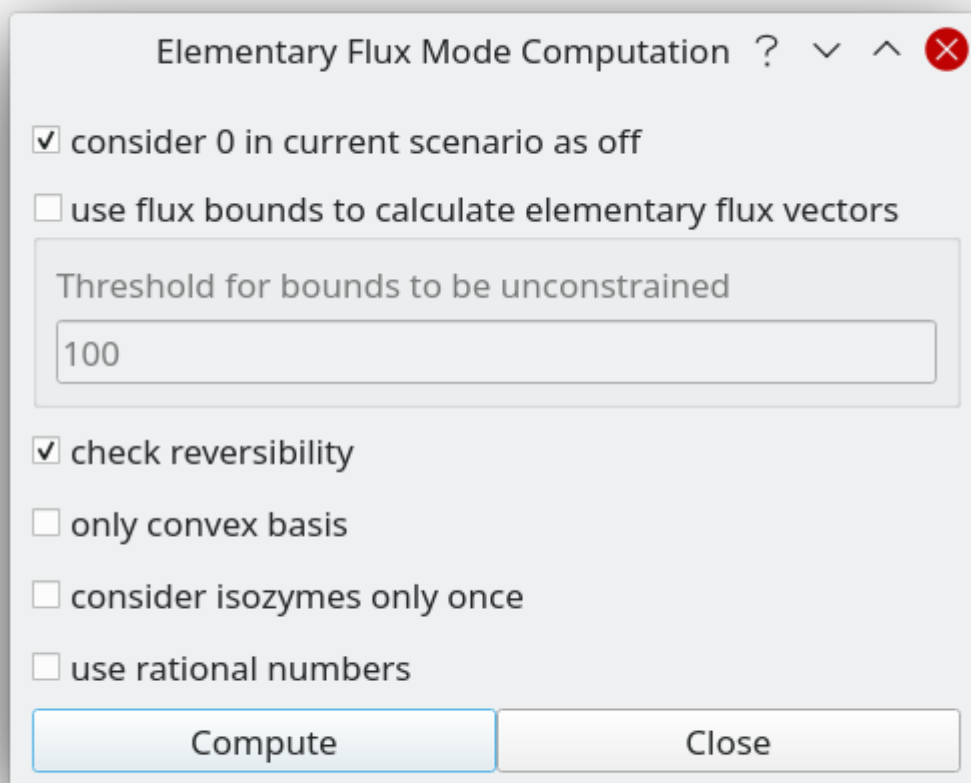 Elementary Flux Mode Computation ?
consider 0 in current scenario as off
use flux bounds to calculate elementary flux vectors
Threshold for bounds to be unconstrained
100
check reversibility
only convex basis
consider isozymes only once
use rational numbers
Compute Close